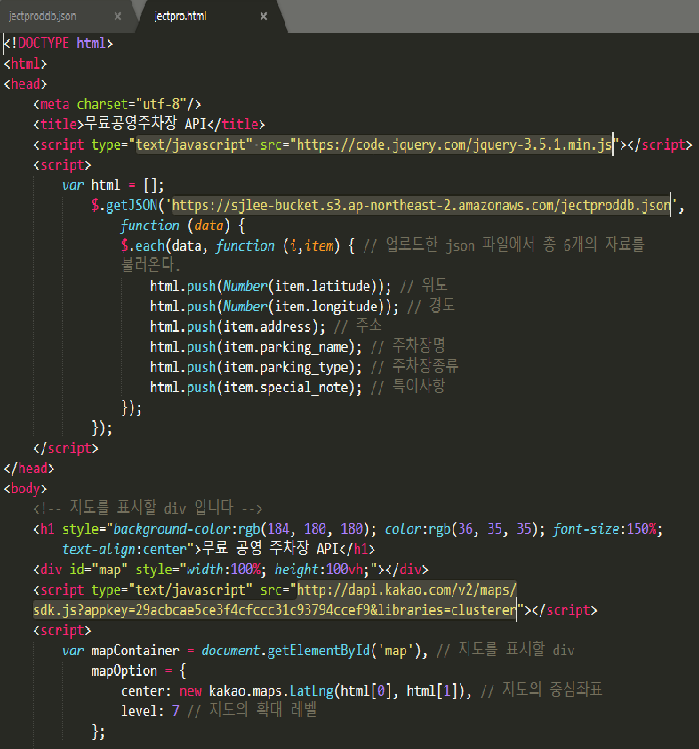 jectproddb.json × jectpro.html ×
<!DOCTYPE html>
<html>
<head>
<meta charset="utf-8"/>
<title>무료공영주차장 API</title>
<script type="text/javascript" src="https://code.jquery.com/jquery-3.5.1.min.js"></script>
<script>
var html = [];
$.getJSON('https://sjlee-bucket.s3.ap-northeast-2.amazonaws.com/jectproddb.json',
function (data) {
$.each(data, function (i,item) { // 업로드한 json 파일에서 총 6개의 자료를
불러온다.
html.push(Number(item.latitude)); // 위도
html.push(Number(item.longitude)); // 경도
html.push(item.address); // 주소
html.push(item.parking_name); // 주차장명
html.push(item.parking_type); // 주차장종류
html.push(item.special_note); // 특이사항
});
});
</script>
</head>
<body>
<!-- 지도를 표시할 div 입니다 -->
<h1 style="background-color:rgb(184, 180, 180); color:rgb(36, 35, 35); font-size:150%;
text-align:center">무료 공영 주차장 API</h1>
<div id="map" style="width:100%; height:100vh;"></div>
<script type="text/javascript" src="http://dapi.kakao.com/v2/maps/
sdk.js?appkey=29acbcae5ce3f4cfccc31c93794ccef9&libraries=clusterer"></script>
<script>
var mapContainer = document.getElementById('map'), // 지도를 표시할 div
mapOption = {
center: new kakao.maps.LatLng(html[0], html[1]), // 지도의 중심좌표
level: 7 // 지도의 확대 레벨
};